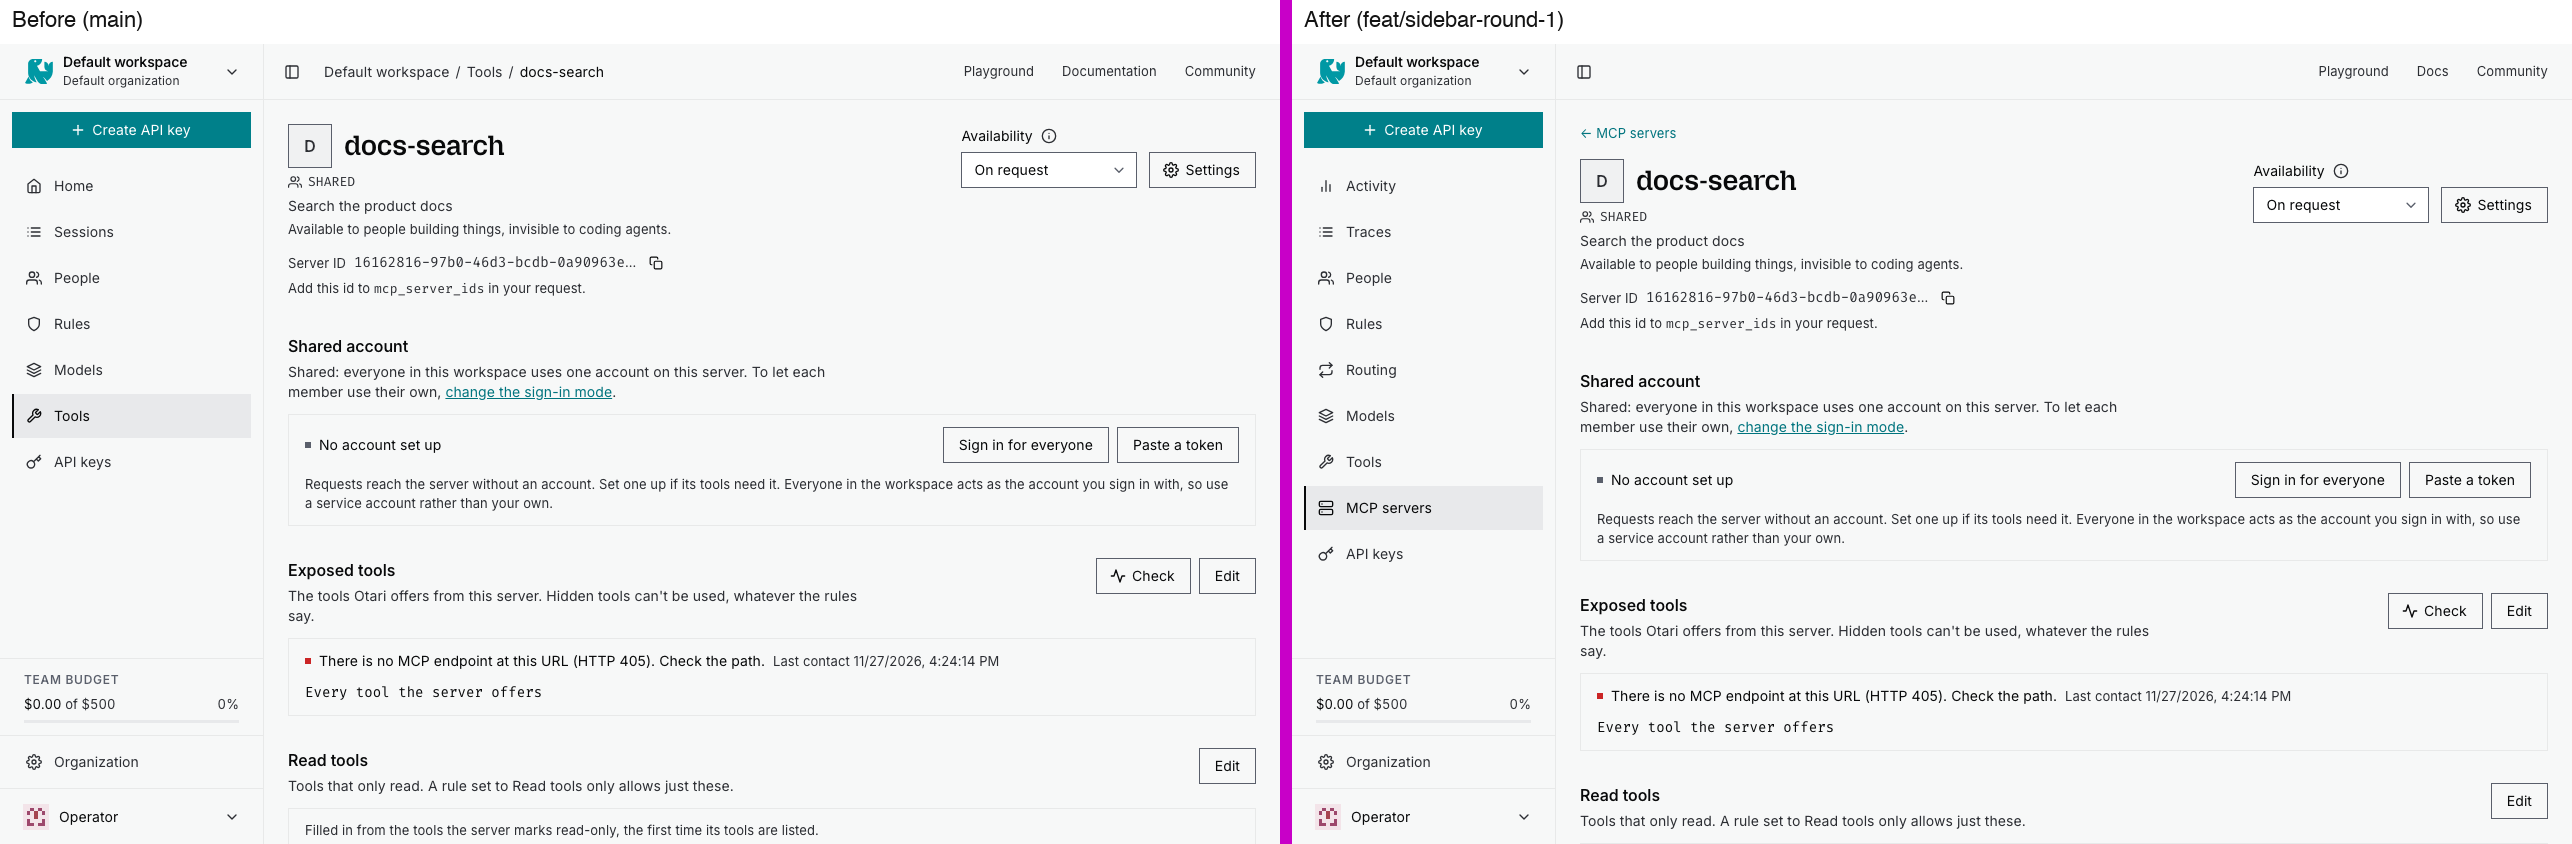 Before (main)
Default workspace
Default organization
Default workspace / Tools / docs-search
Playground
Documentation
Community
+ Create API key
Home
Sessions
People
Rules
Models
Tools
API keys
TEAM BUDGET
$0.00 of $500
0%
Organization
Operator
D
docs-search
SHARED
Search the product docs
Available to people building things, invisible to coding agents.
Server ID 16162816-97b0-46d3-bcdb-0a90963e...
Add this id to mcp_server_ids in your request.
Availability
On request
Settings
Shared account
Shared: everyone in this workspace uses one account on this server. To let each
member use their own, change the sign-in mode.
No account set up
Sign in for everyone
Paste a token
Requests reach the server without an account. Set one up if its tools need it. Everyone in the workspace acts as the account you sign in with, so use
a service account rather than your own.
Exposed tools
The tools Otari offers from this server. Hidden tools can't be used, whatever the rules
say.
Check
Edit
There is no MCP endpoint at this URL (HTTP 405). Check the path. Last contact 11/27/2026, 4:24:14 PM
Every tool the server offers
Read tools
Tools that only read. A rule set to Read tools only allows just these.
Edit
Filled in from the tools the server marks read-only, the first time its tools are listed.
After (feat/sidebar-round-1)
Default workspace
Default organization
Playground
Docs
Community
+ Create API key
Activity
Traces
People
Rules
Routing
Models
Tools
MCP servers
API keys
TEAM BUDGET
$0.00 of $500
0%
Organization
Operator
← MCP servers
D
docs-search
SHARED
Search the product docs
Available to people building things, invisible to coding agents.
Server ID 16162816-97b0-46d3-bcdb-0a90963e...
Add this id to mcp_server_ids in your request.
Availability
On request
Settings
Shared account
Shared: everyone in this workspace uses one account on this server. To let each
member use their own, change the sign-in mode.
No account set up
Sign in for everyone
Paste a token
Requests reach the server without an account. Set one up if its tools need it. Everyone in the workspace acts as the account you sign in with, so use
a service account rather than your own.
Exposed tools
The tools Otari offers from this server. Hidden tools can't be used, whatever the rules
say.
Check
Edit
There is no MCP endpoint at this URL (HTTP 405). Check the path. Last contact 11/27/2026, 4:24:14 PM
Every tool the server offers
Read tools
Tools that only read. A rule set to Read tools only allows just these.
Edit